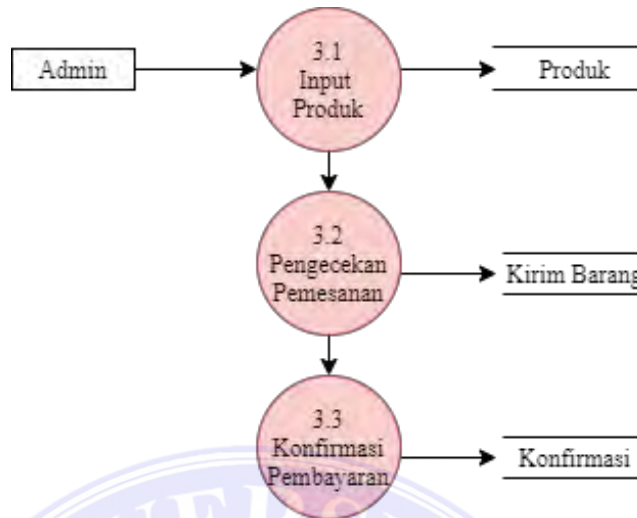 Admin
3.1
Input
Produk
Produk
3.2
Pengecekan
Pemesanan
Kirim Barang
3.3
Konfirmasi
Pembayaran
Konfirmasi